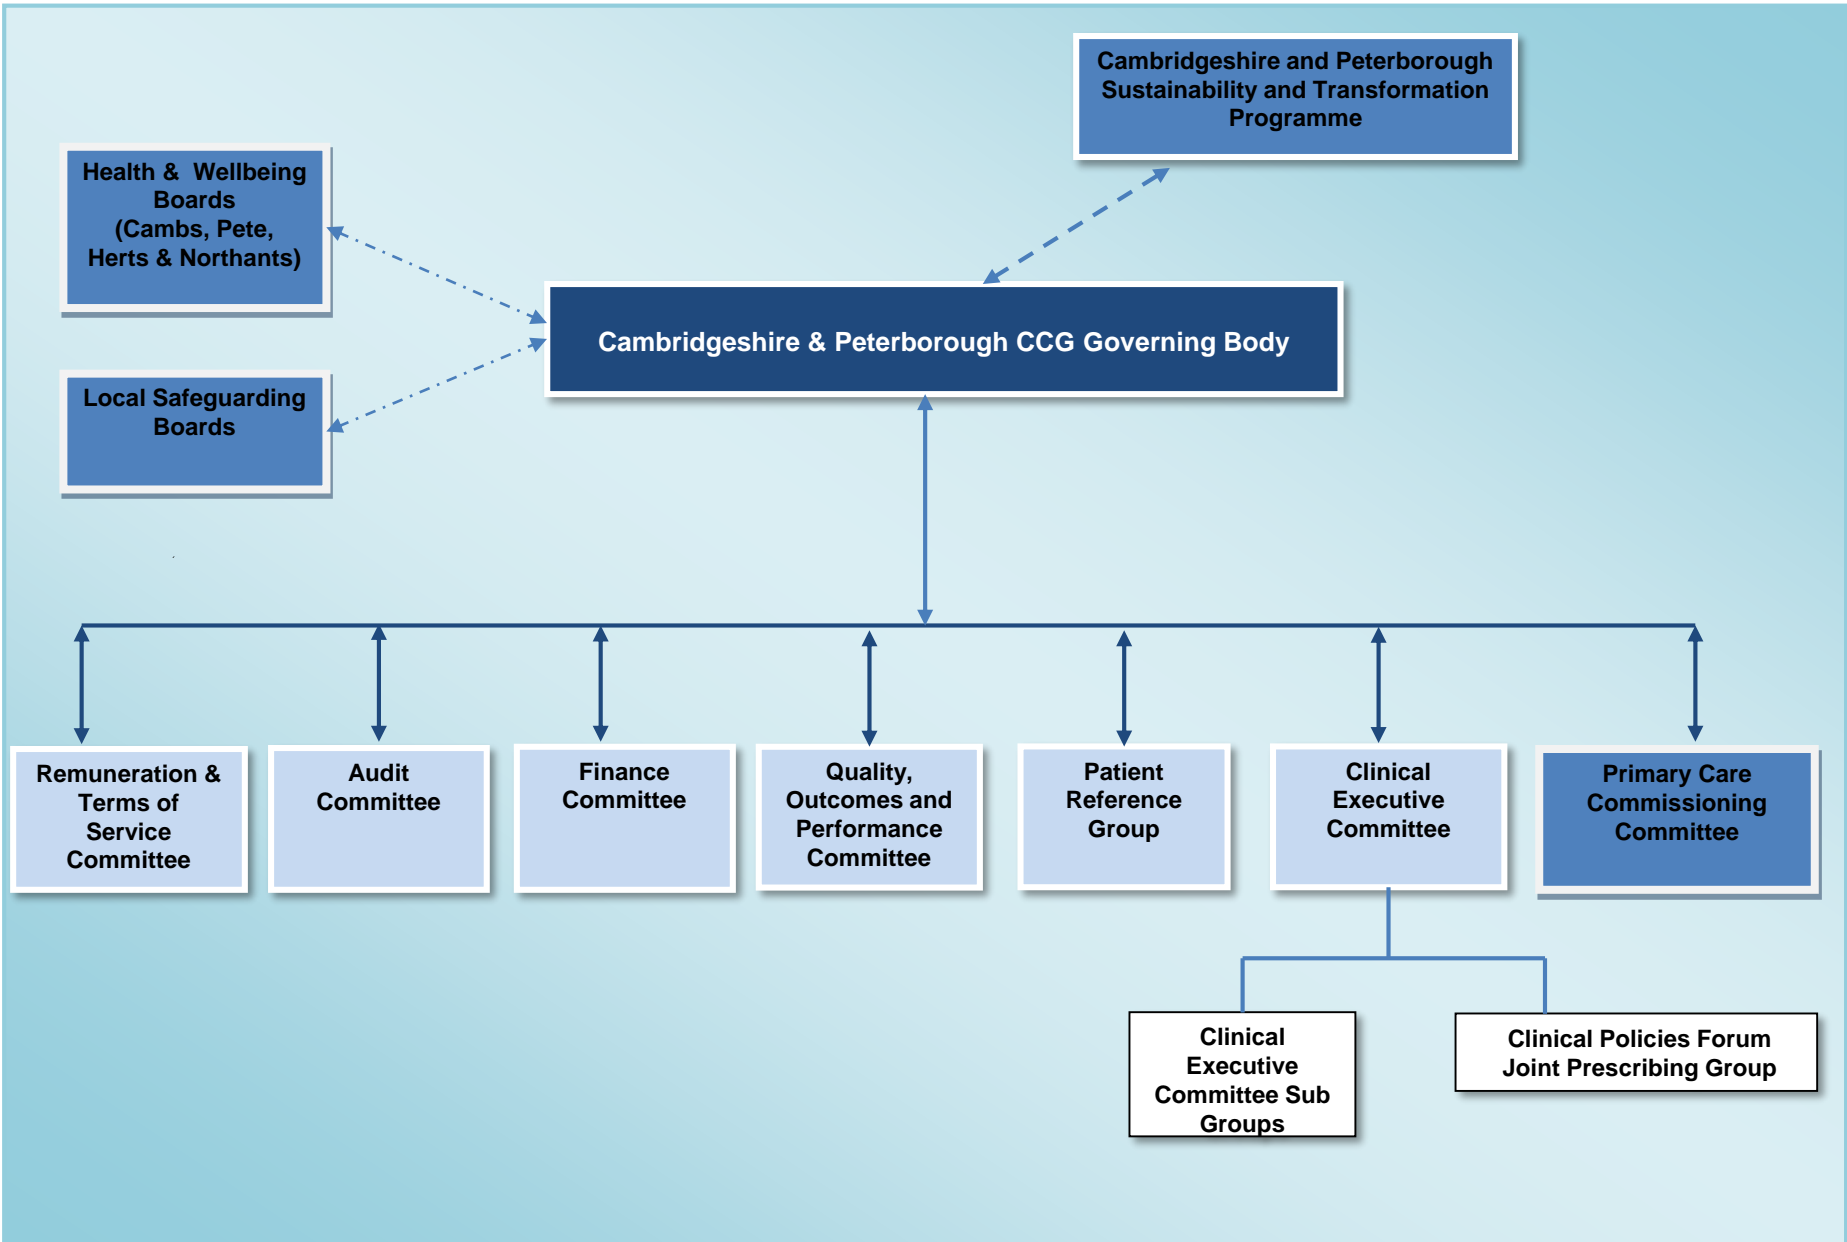 Cambridgeshire and Peterborough
Sustainability and Transformation
Programme
Health & Wellbeing
Boards
(Cambs, Pete,
Herts & Northants)
Cambridgeshire & Peterborough CCG Governing Body
Local Safeguarding
Boards
Remuneration &
Terms of
Service
Committee
Audit
Committee
Finance
Committee
Quality,
Outcomes and
Performance
Committee
Patient
Reference
Group
Clinical
Executive
Committee
Primary Care
Commissioning
Committee
Clinical
Executive
Committee Sub
Groups
Clinical Policies Forum
Joint Prescribing Group